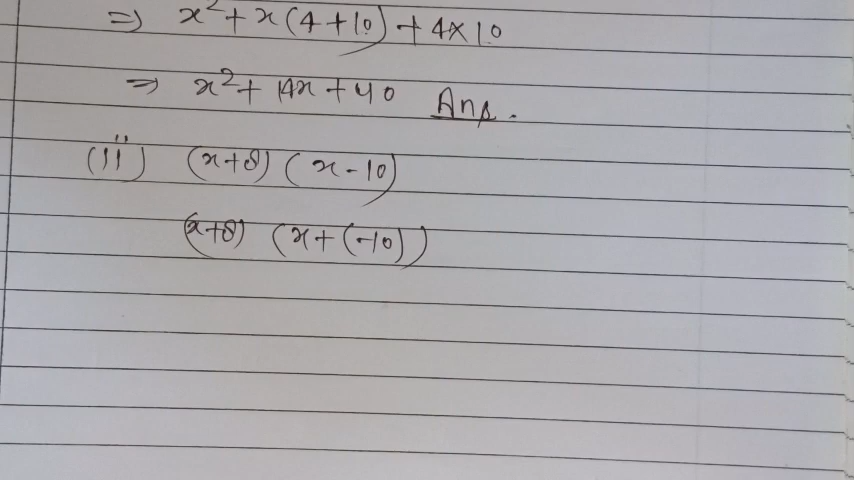 ⇒ x² + x (4 + 10) + 4×10
⇒ x² + 14x + 40 Ans.
(ii) (x+8) (x-10)
(x+8) (x+(-10))